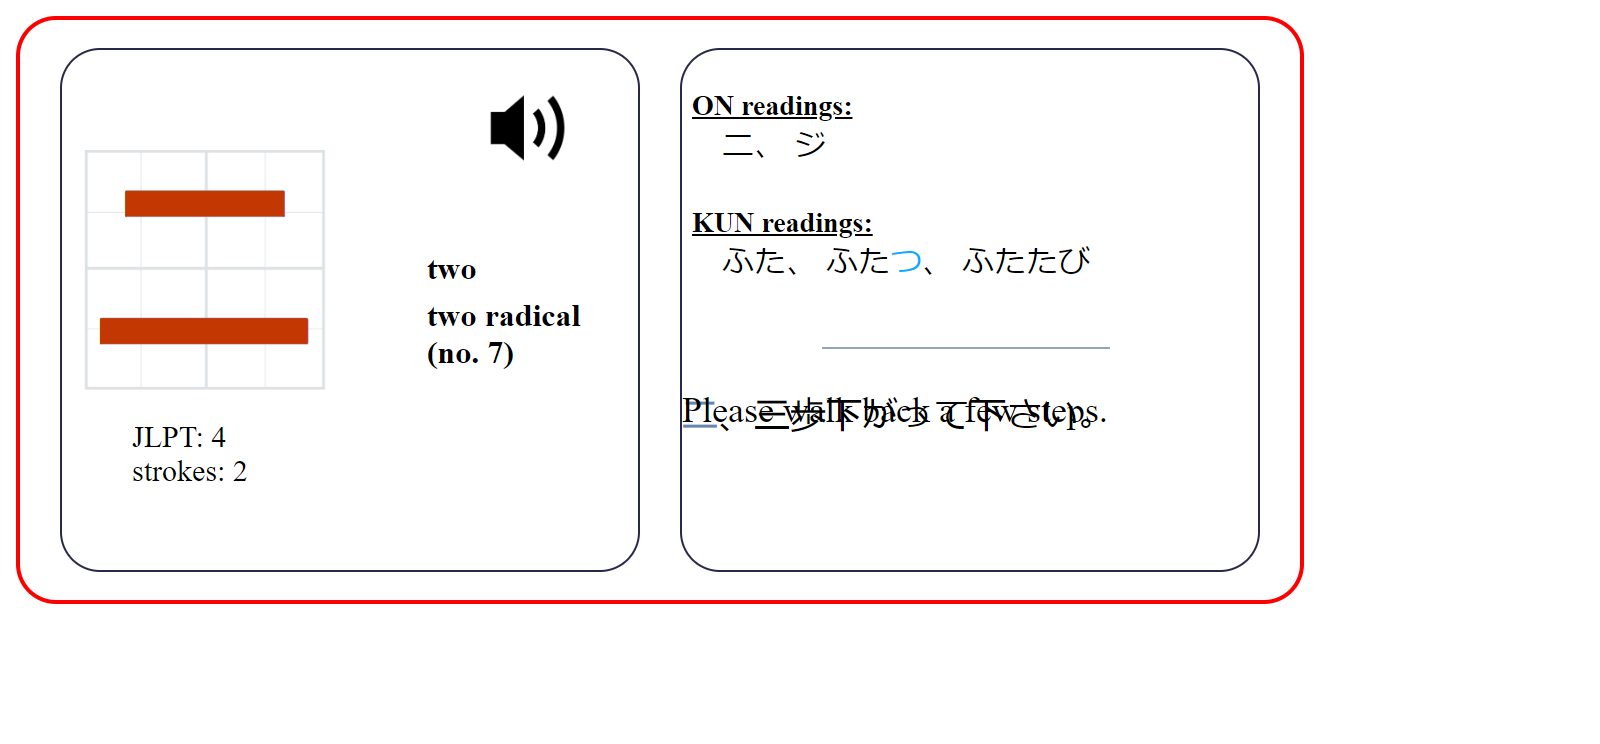 two
two radical
(no. 7)
JLPT: 4
strokes: 2
ON readings:
ニ、 ジ
KUN readings:
ふた、 ふたつ、 ふたたび
二、三歩下がって下さい。
Please walk back a few steps.